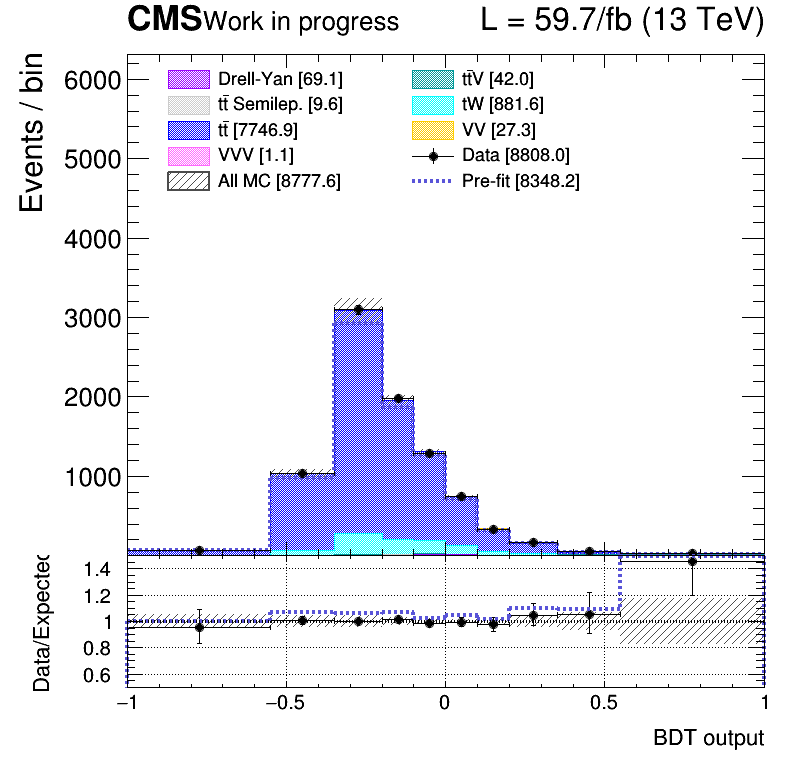 CMS Work in progress L = 59.7/fb (13 TeV)
Events / bin
6000
5000
4000
3000
2000
1000
Drell-Yan [69.1]
tt̄ Semilep. [9.6]
tt̄ [7746.9]
VVV [1.1]
All MC [8777.6]
tt̄V [42.0]
tW [881.6]
VV [27.3]
Data [8808.0]
Pre-fit [8348.2]
Data/Expected
1.4
1.2
1
0.8
0.6
−1 −0.5 0 0.5 1
BDT output